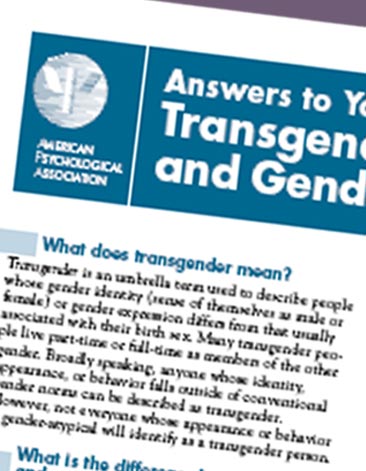 AMERICAN
PSYCHOLOGICAL
ASSOCIATION
Answers to Yo
Transgend
and Gend
What does transgender mean?
Transgender is an umbrella term used to describe people
whose gender identity (sense of themselves as male or
female) or gender expression differs from that usually
associated with their birth sex. Many transgender peo-
ple live part-time or full-time as members of the other
gender. Broadly speaking, anyone whose identity,
appearance, or behavior falls outside of conventional
ender norms can be described as transgender.
owever, not everyone whose appearance or behavior
gender-atypical will identify as a transgender person.
What is the differe